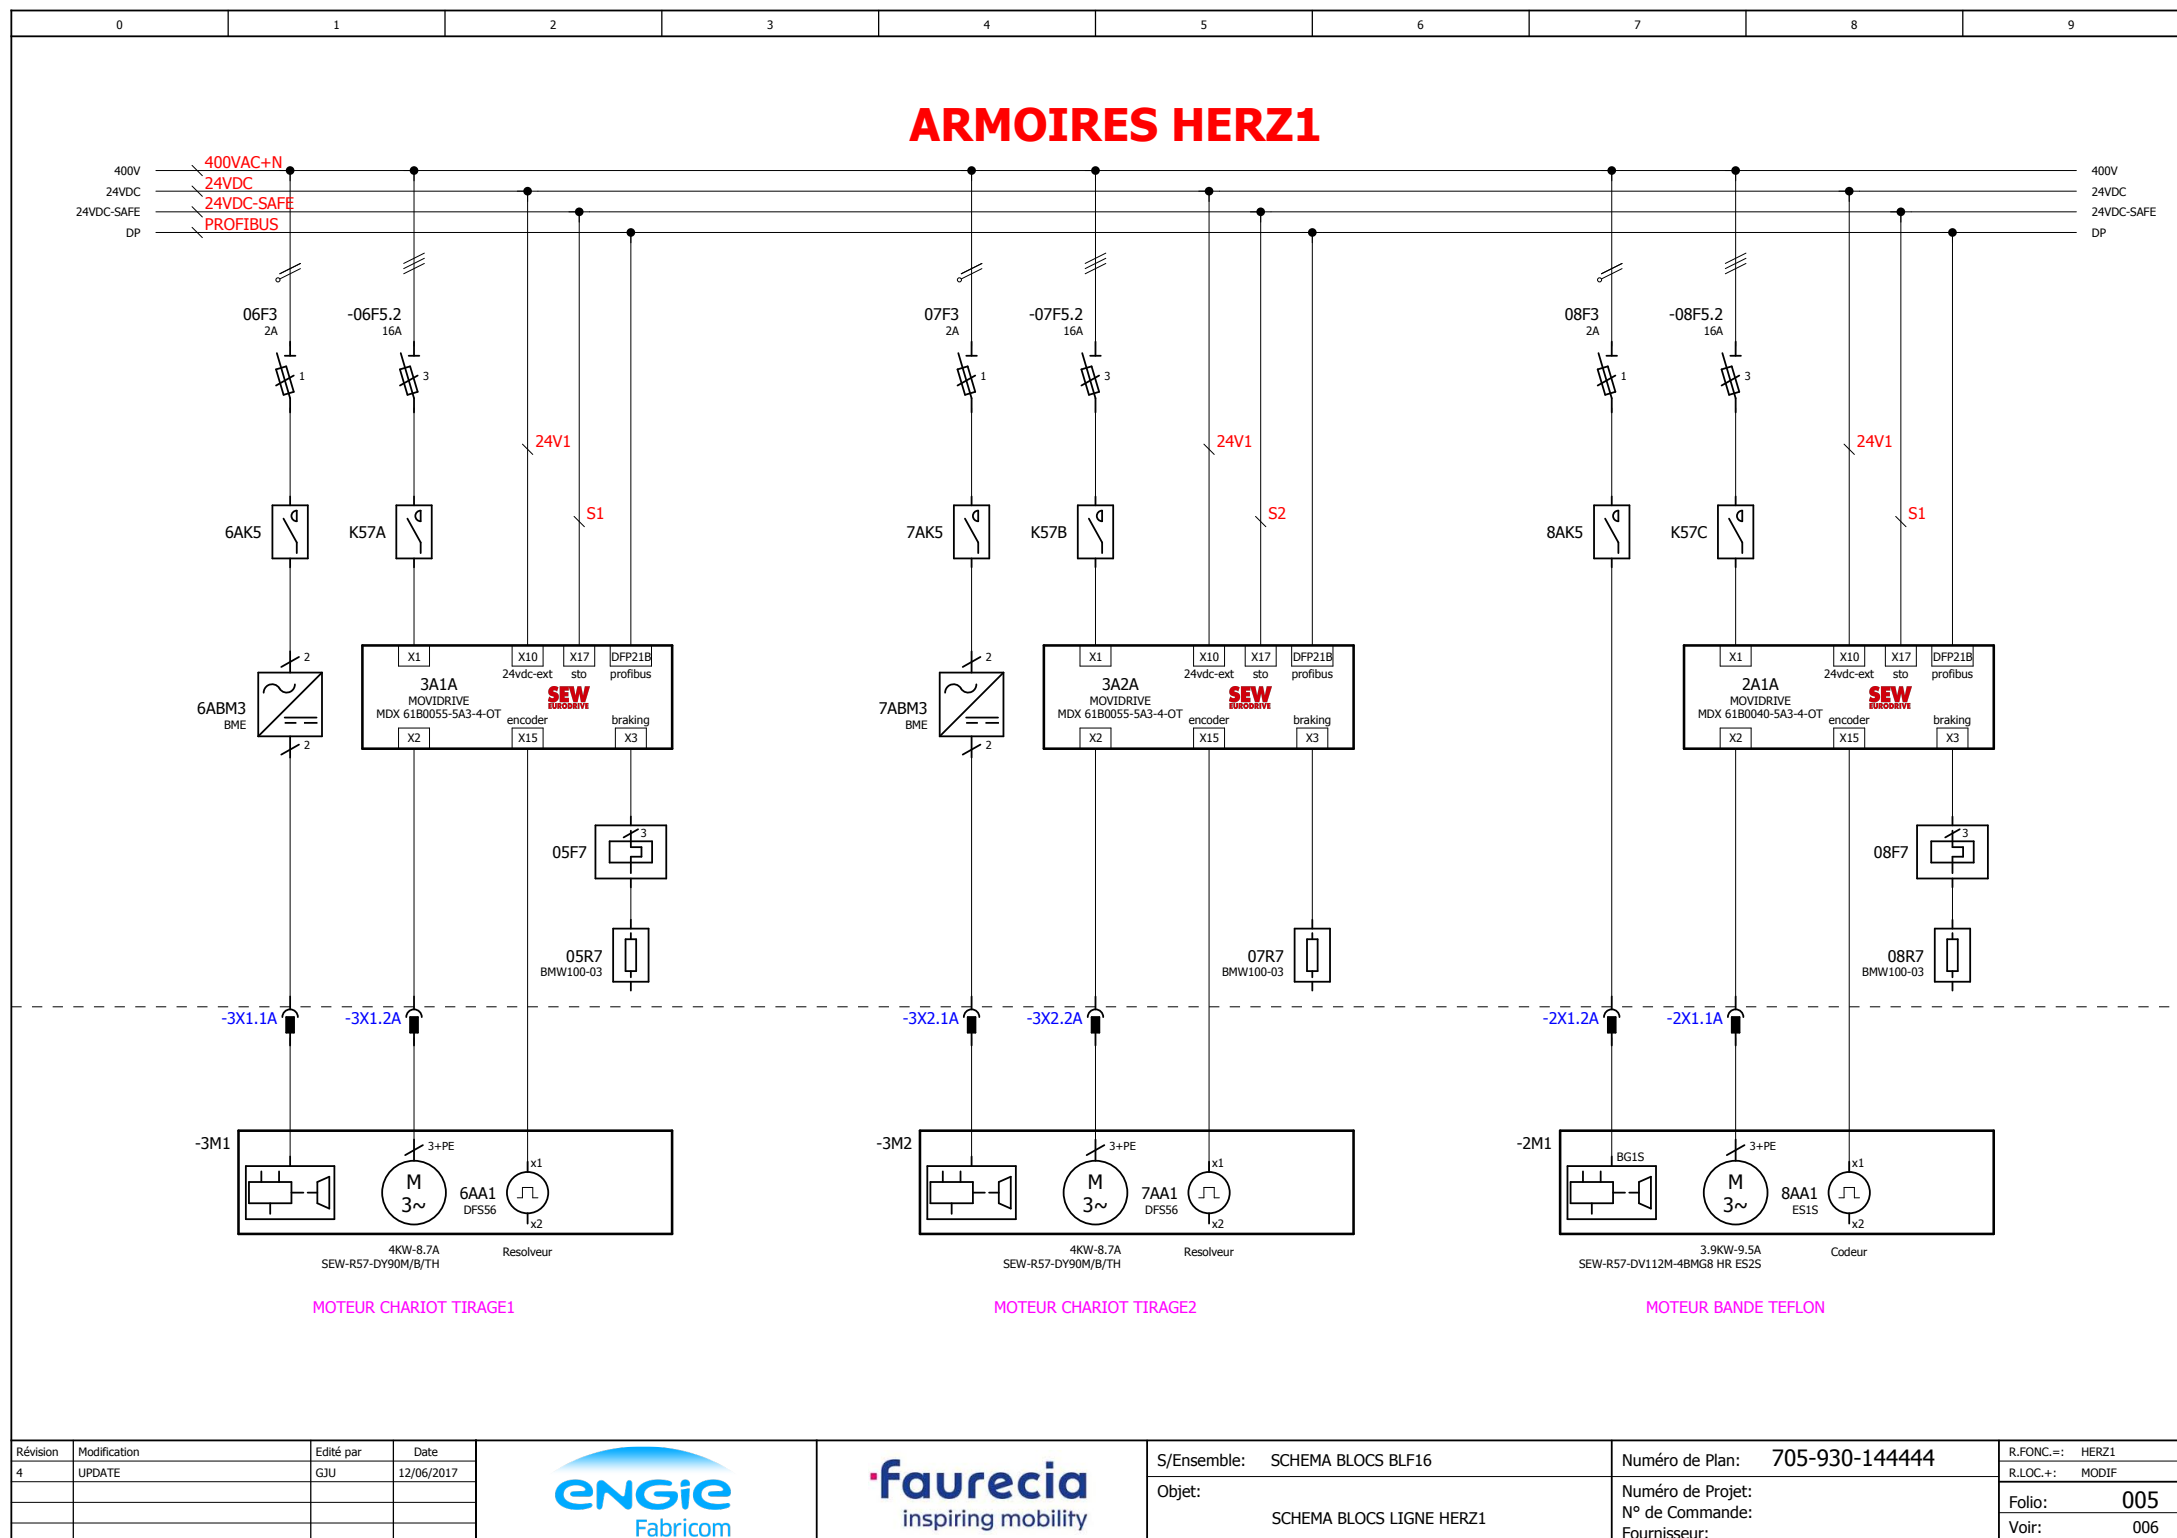 0 1 2 3 4 5 6 7 8 9
ARMOIRES HERZ1
400V 400VAC+N 400V
24VDC 24VDC 24VDC
24VDC-SAFE 24VDC-SAFE 24VDC-SAFE
DP PROFIBUS DP
06F3 -06F5.2 07F3 -07F5.2 08F3 -08F5.2
2A 16A 2A 16A 2A 16A
1 3 1 3 1 3
24V1 24V1 24V1
S1 S2 S1
6AK5 K57A 7AK5 K57B 8AK5 K57C
2 X1 X10 X17 DFP21B 2 X1 X10 X17 DFP21B X1 X10 X17 DFP21B
24vdc-ext sto profibus 24vdc-ext sto profibus 24vdc-ext sto profibus
3A1A SEW 3A2A SEW 2A1A SEW
MOVIDRIVE EURODRIVE MOVIDRIVE EURODRIVE MOVIDRIVE EURODRIVE
6ABM3 MDX 61B0055-5A3-4-OT 7ABM3 MDX 61B0055-5A3-4-OT MDX 61B0040-5A3-4-OT
BME encoder braking BME encoder braking encoder braking
2 X2 X15 X3 2 X2 X15 X3 X2 X15 X3
3 3
05F7 08F7
05R7 07R7 08R7
BMW100-03 BMW100-03 BMW100-03
-3X1.1A -3X1.2A -3X2.1A -3X2.2A -2X1.2A -2X1.1A
-3M1 3+PE -3M2 3+PE -2M1 3+PE
x1 x1 BG1S x1
M 6AA1 M 7AA1 M 8AA1
3~ DFS56 3~ DFS56 3~ ES1S
x2 x2 x2
4KW-8.7A Resolveur 4KW-8.7A Resolveur 3.9KW-9.5A Codeur
SEW-R57-DY90M/B/TH SEW-R57-DY90M/B/TH SEW-R57-DV112M-4BMG8 HR ES2S
MOTEUR CHARIOT TIRAGE1 MOTEUR CHARIOT TIRAGE2 MOTEUR BANDE TEFLON
Révision Modification Edité par Date
4 UPDATE GJU 12/06/2017
ENGIE
Fabricom
faurecia
inspiring mobility
S/Ensemble: SCHEMA BLOCS BLF16
Objet:
SCHEMA BLOCS LIGNE HERZ1
Numéro de Plan: 705-930-144444
Numéro de Projet:
N° de Commande:
Fournisseur:
R.FONC.=: HERZ1
R.LOC.+: MODIF
Folio: 005
Voir: 006